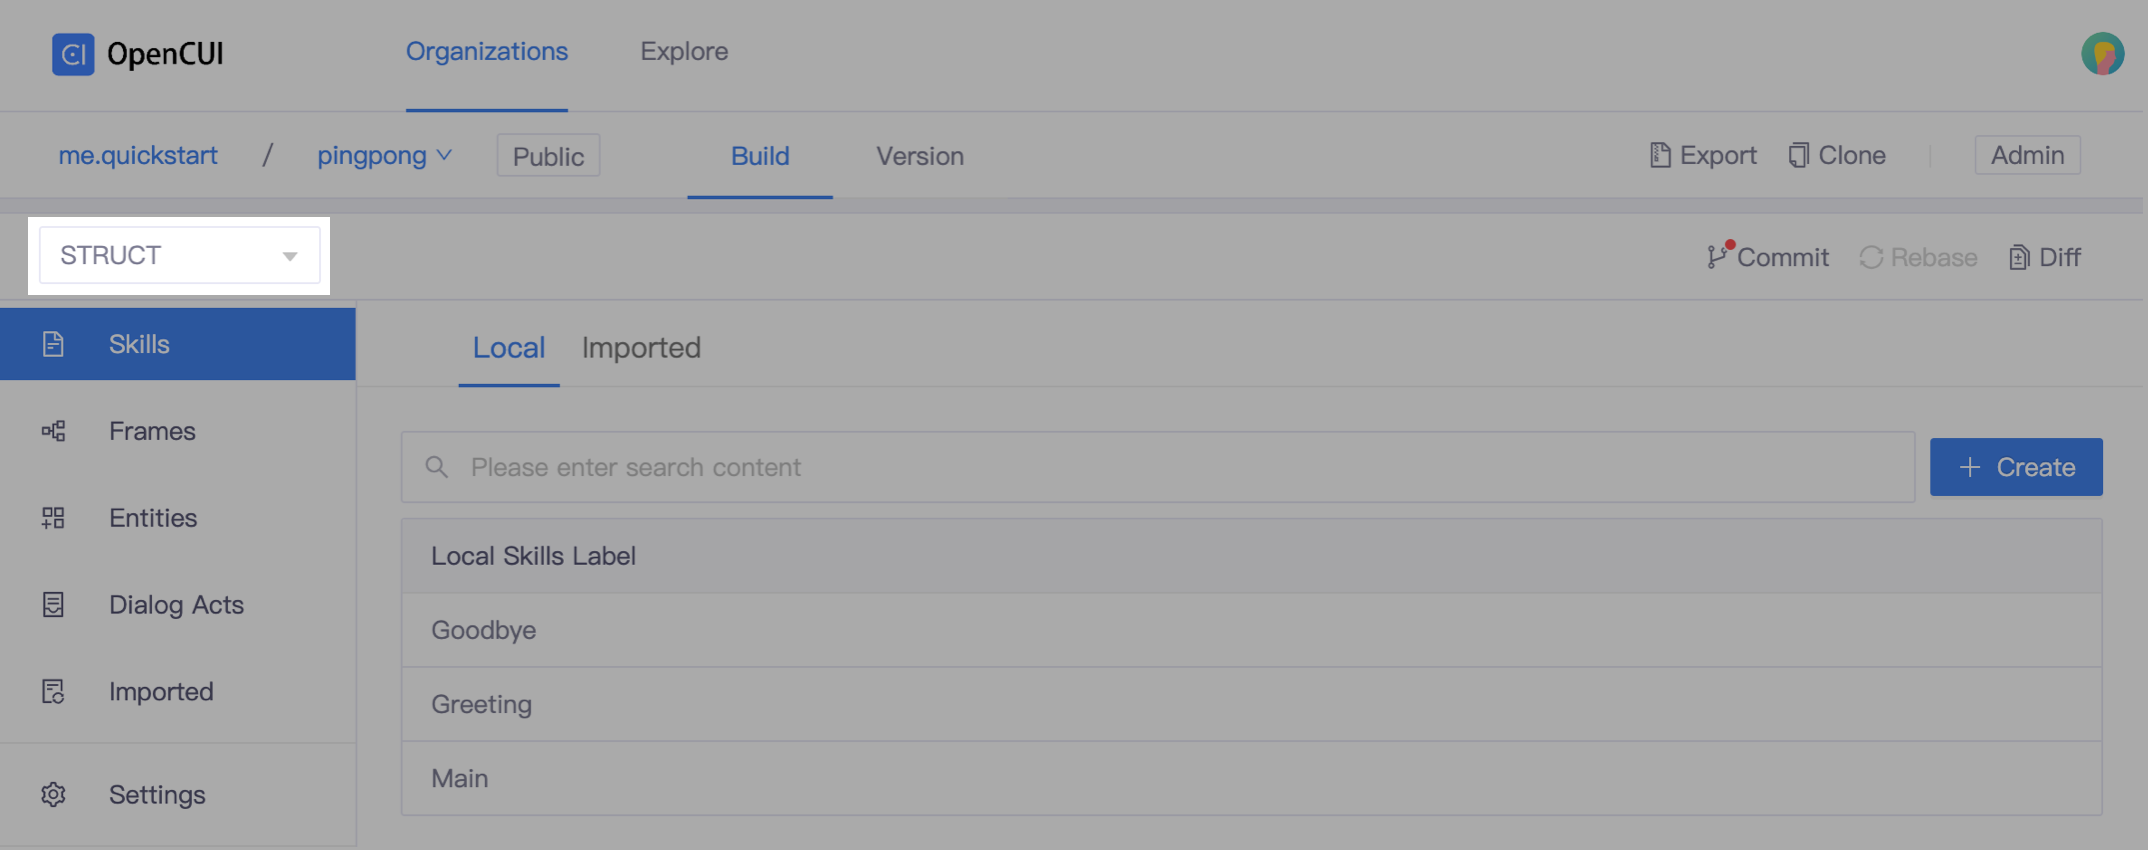 OpenCUI
Organizations Explore
me.quickstart / pingpong Public Build Version Export Clone Admin
STRUCT Commit Rebase Diff
Skills
Frames
Entities
Dialog Acts
Imported
Settings
Local Imported
Please enter search content + Create
Local Skills Label
Goodbye
Greeting
Main